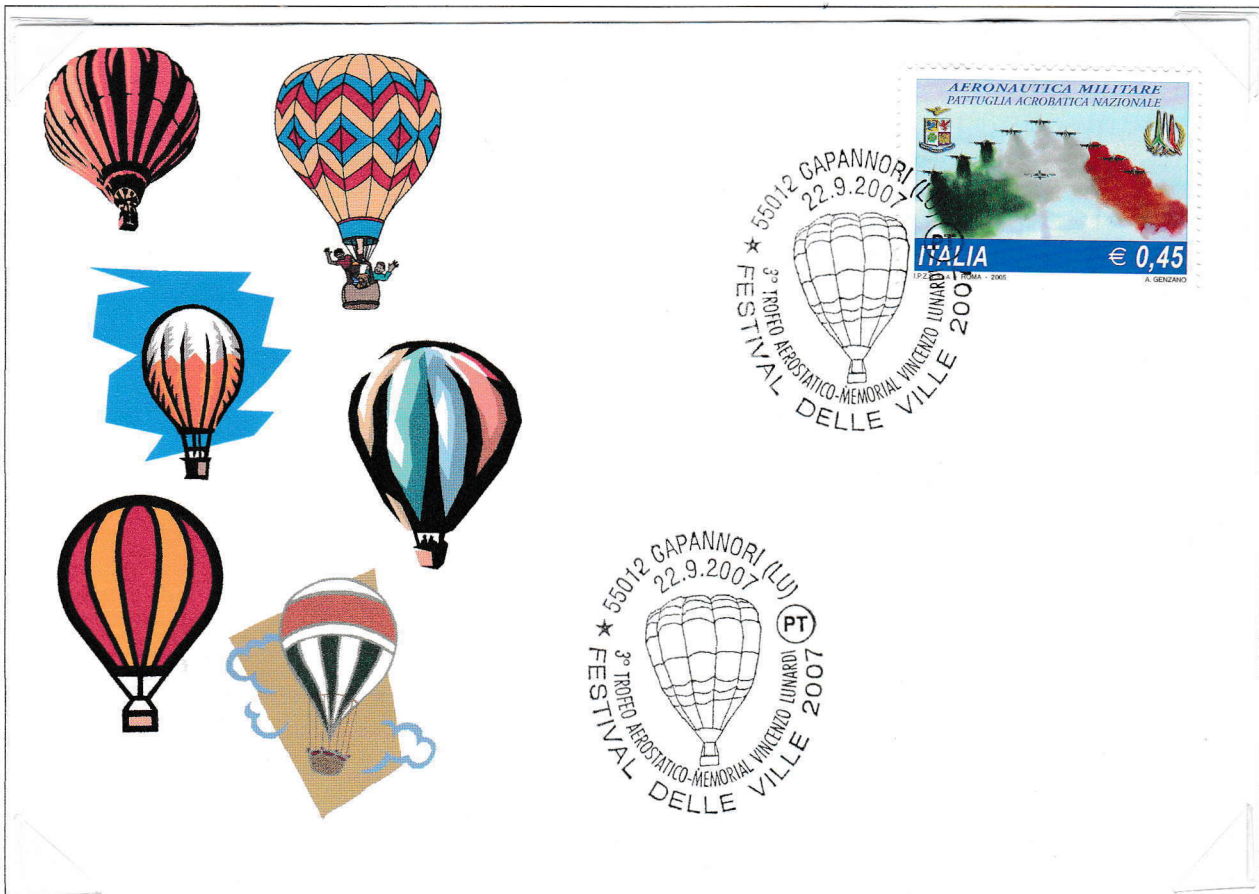 AERONAUTICA MILITARE
PATTUGLIA ACROBATICA NAZIONALE
ITALIA € 0,45
ROMA - 2005
A. GENZANO
★ 55012 CAPANNORI (LU) PT
22.9.2007
3° TROFEO AEROSTATICO-MEMORIAL VINCENZO LUNARDI
FESTIVAL DELLE VILLE 2007
★ 55012 CAPANNORI (LU) PT
22.9.2007
3° TROFEO AEROSTATICO-MEMORIAL VINCENZO LUNARDI
FESTIVAL DELLE VILLE 2007